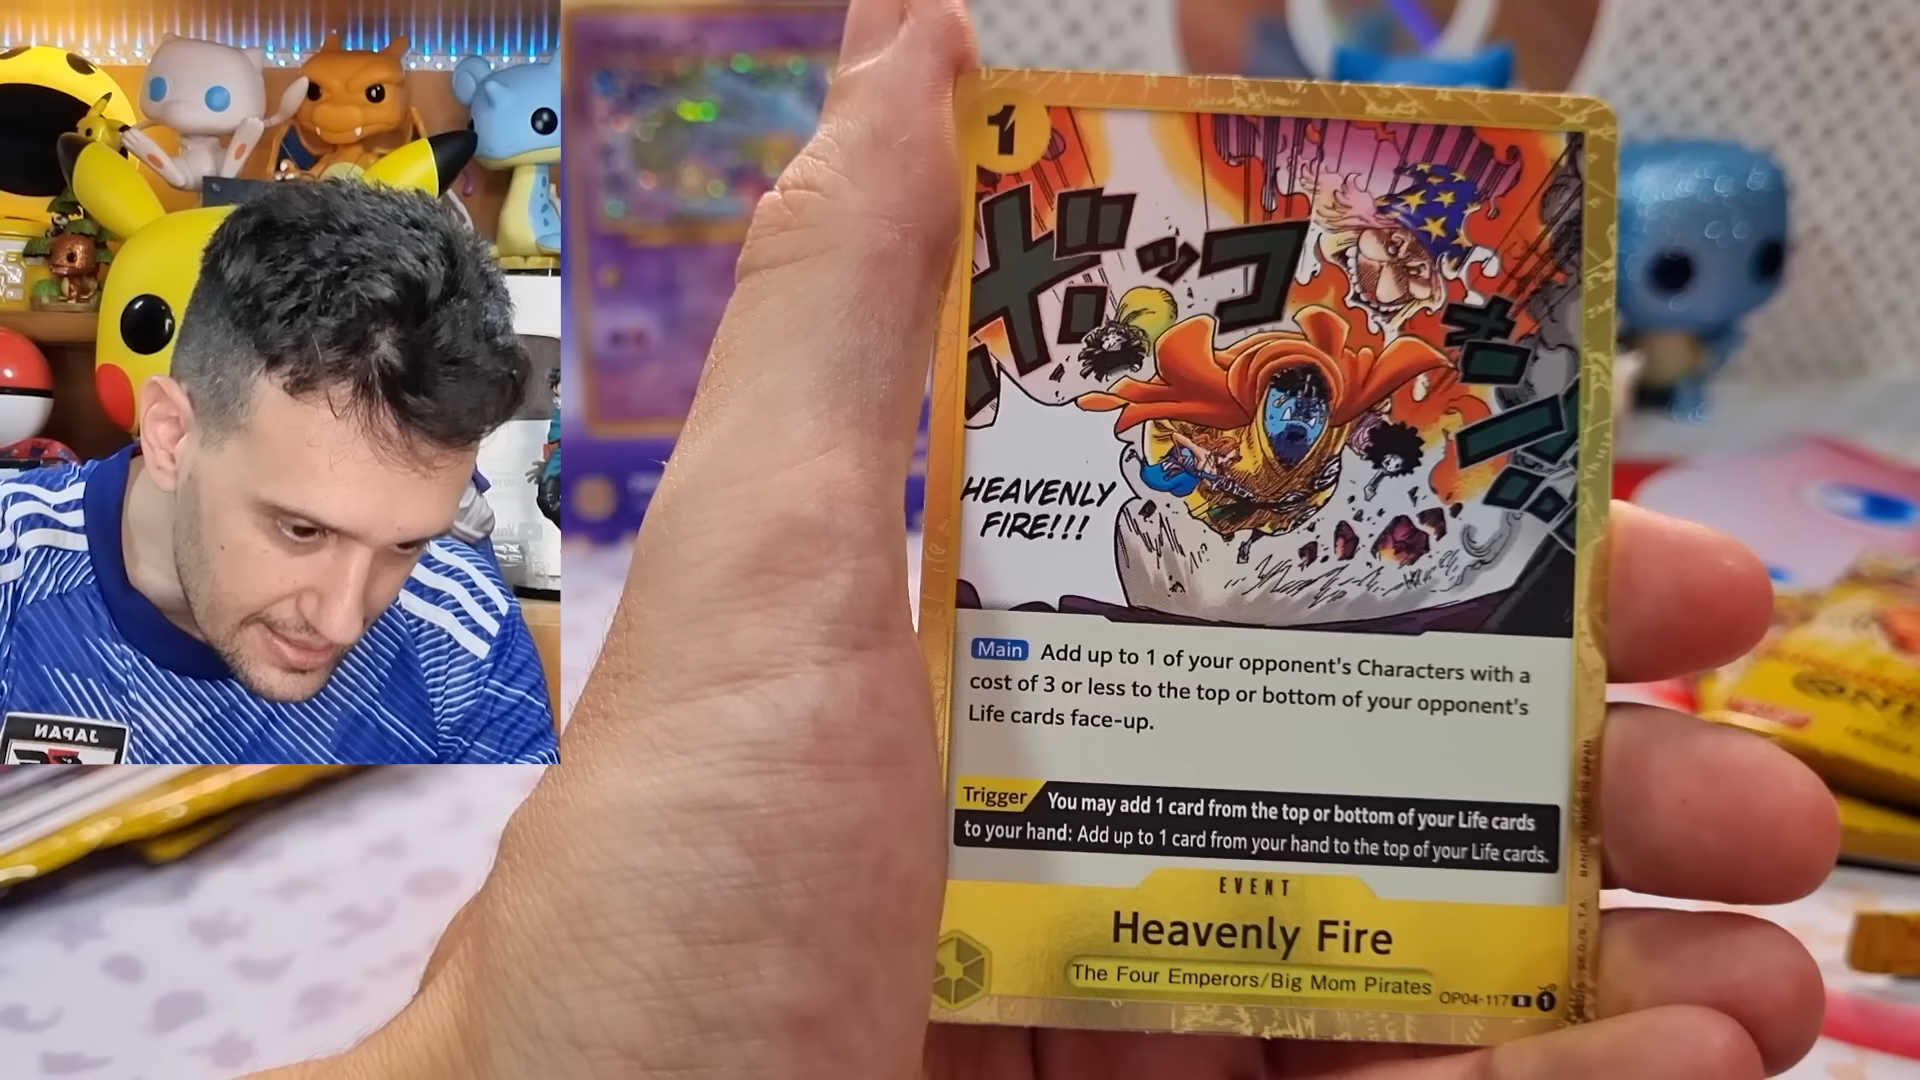 1
ボッコ
オオン
HEAVENLY
FIRE!!!
Main Add up to 1 of your opponent's Characters with a
cost of 3 or less to the top or bottom of your opponent's
Life cards face-up.
Trigger You may add 1 card from the top or bottom of your Life cards
to your hand: Add up to 1 card from your hand to the top of your Life cards.
EVENT
Heavenly Fire
The Four Emperors/Big Mom Pirates
OP04-117 R 1
JAPAN